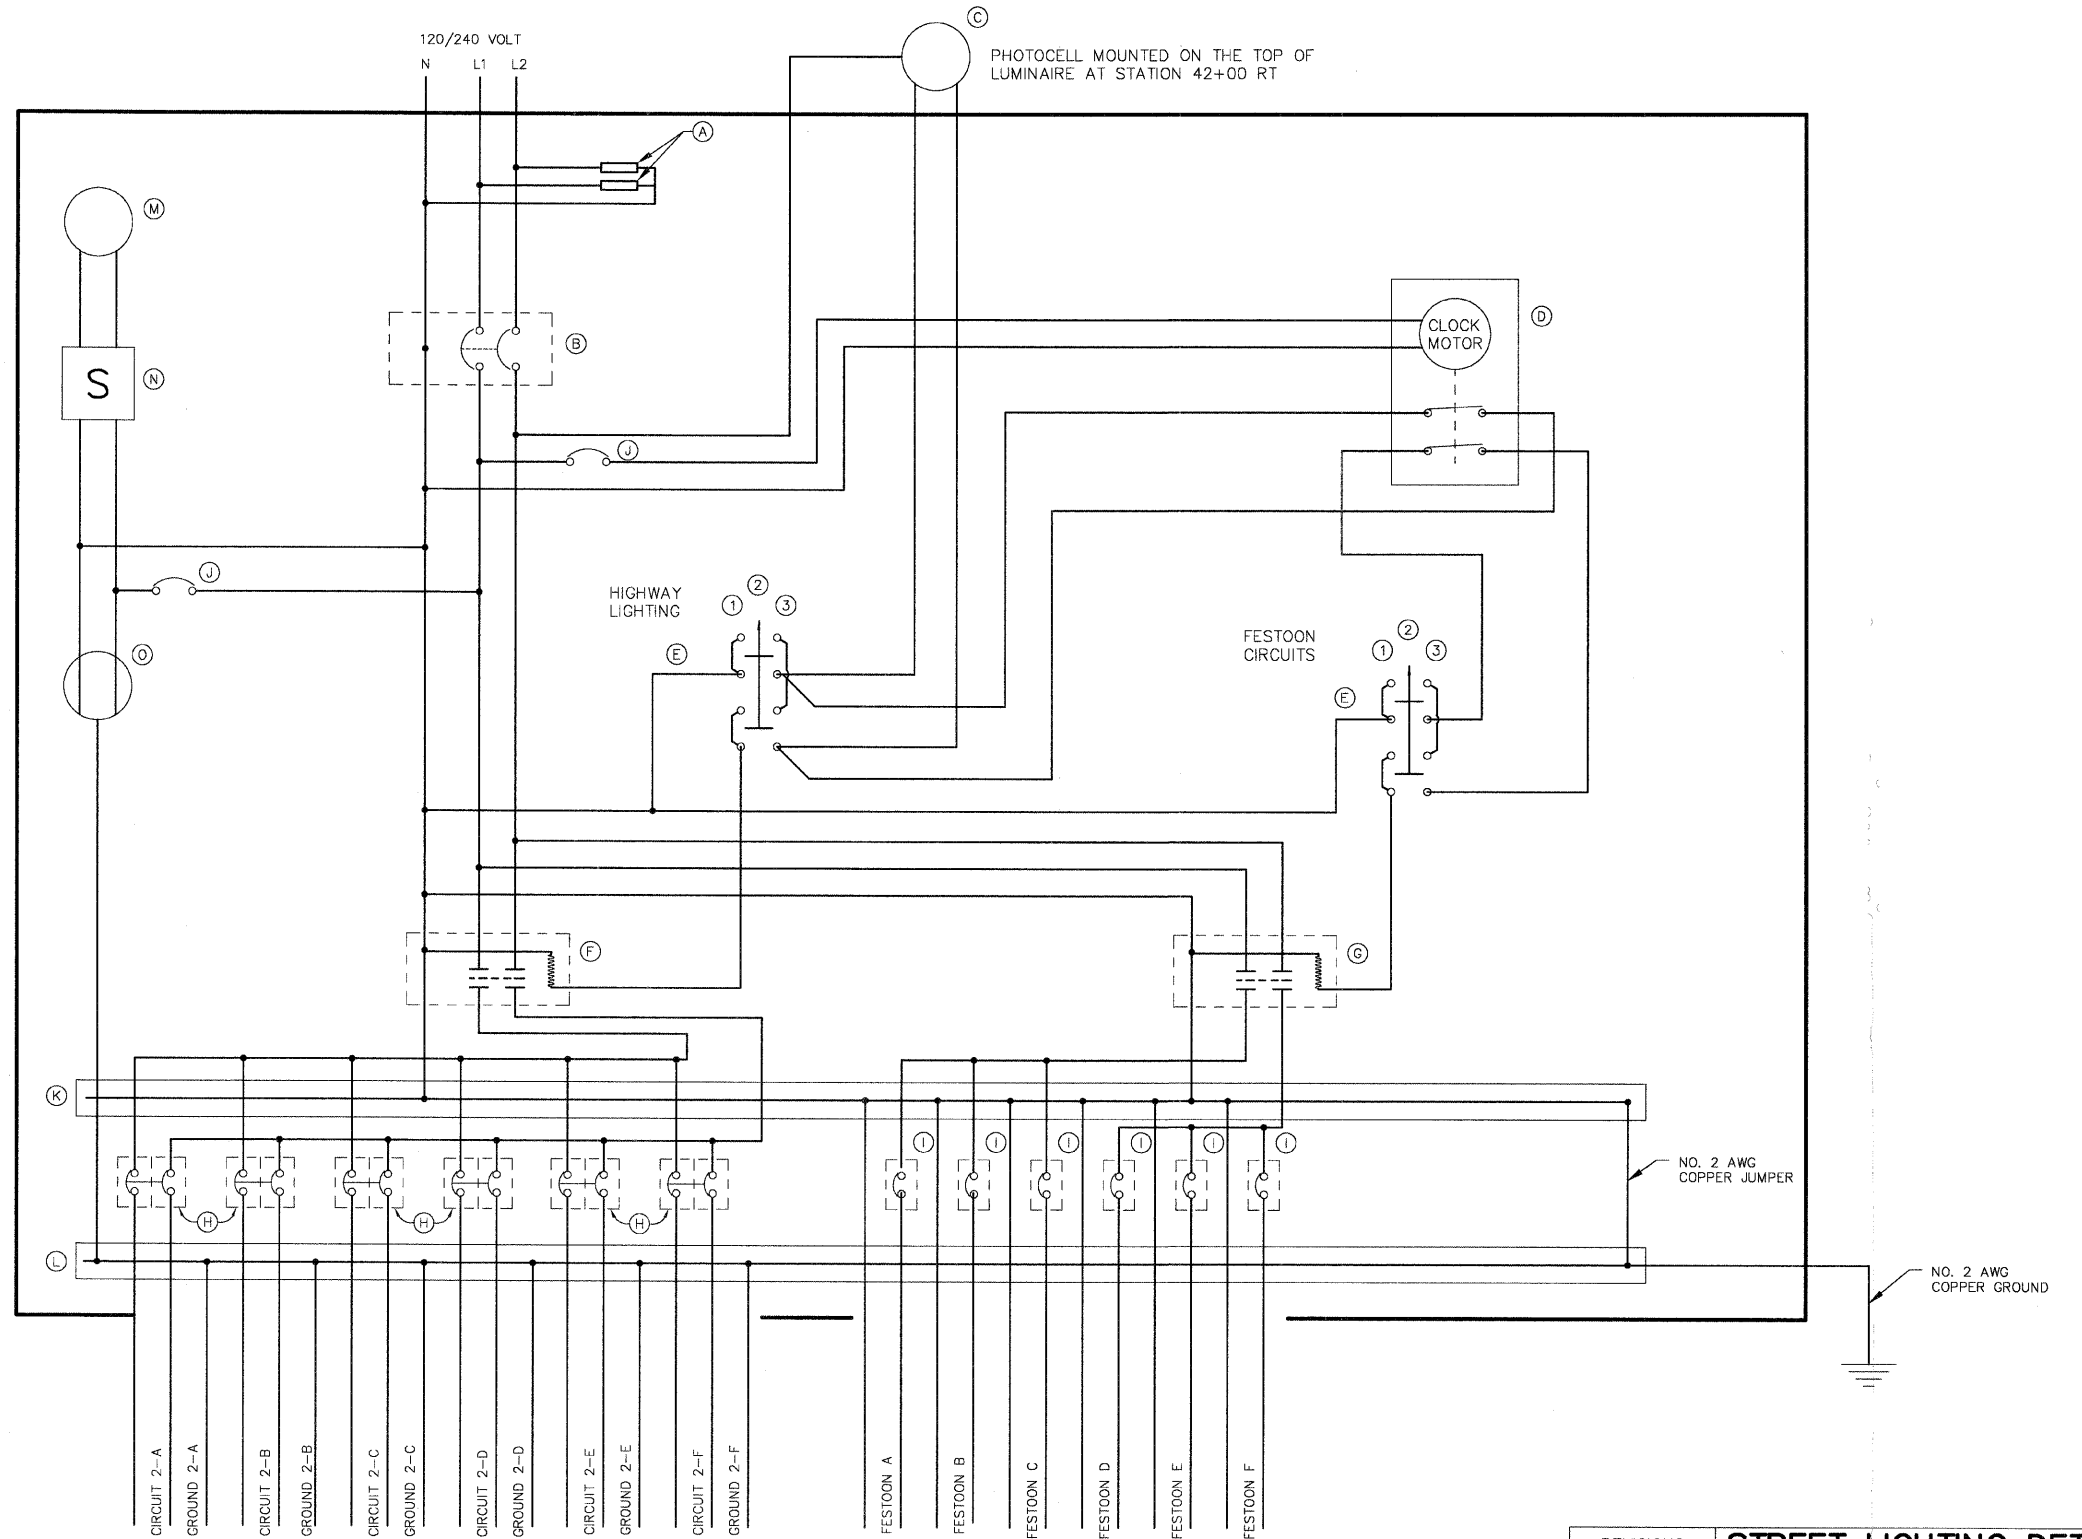 120/240 VOLT
N L1 L2
C
PHOTOCELL MOUNTED ON THE TOP OF
LUMINAIRE AT STATION 42+00 RT
A
M
D
CLOCK
MOTOR
B
S
N
J
J
HIGHWAY
LIGHTING
2
1
3
E
FESTOON
CIRCUITS
2
1
3
E
O
F
G
K
I I I I I I
NO. 2 AWG
COPPER JUMPER
H H H
L
NO. 2 AWG
COPPER GROUND
CIRCUIT 2-A
GROUND 2-A
CIRCUIT 2-B
GROUND 2-B
CIRCUIT 2-C
GROUND 2-C
CIRCUIT 2-D
GROUND 2-D
CIRCUIT 2-E
GROUND 2-E
CIRCUIT 2-F
GROUND 2-F
FESTOON A
FESTOON B
FESTOON C
FESTOON D
FESTOON E
FESTOON F
STREET LIGHTING